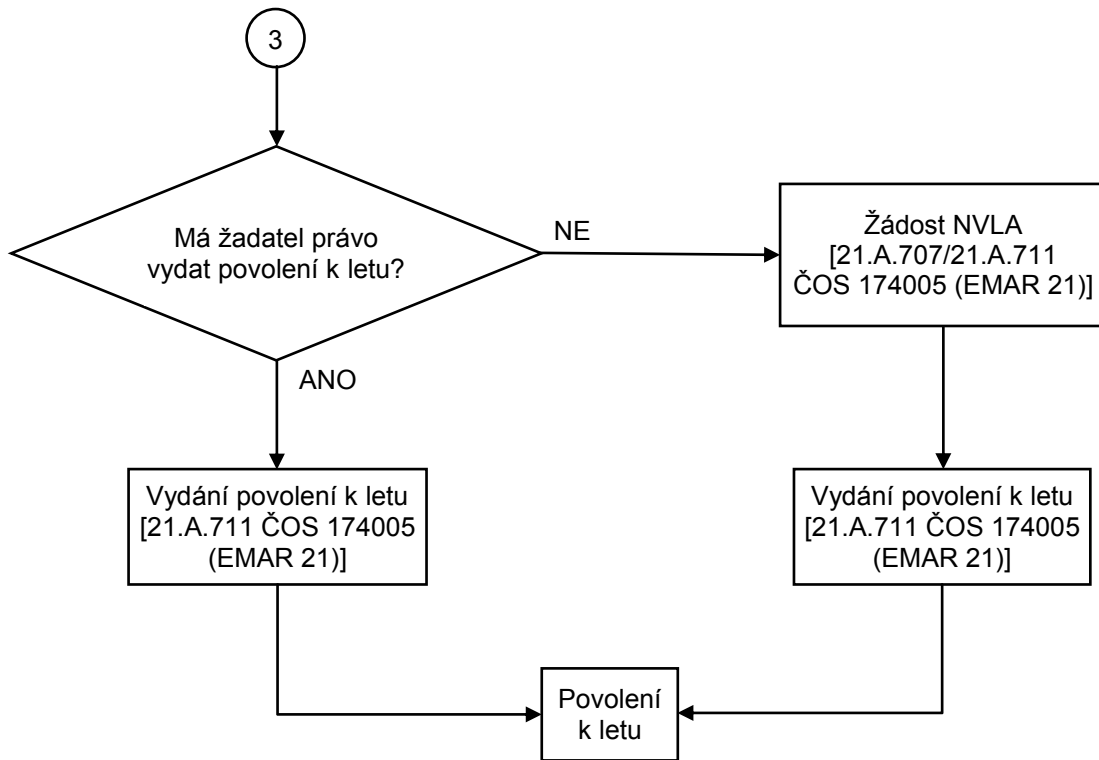 3
Má žadatel právo
vydat povolení k letu?
NE
Žádost NVLA
[21.A.707/21.A.711
ČOS 174005 (EMAR 21)]
ANO
Vydání povolení k letu
[21.A.711 ČOS 174005
(EMAR 21)]
Vydání povolení k letu
[21.A.711 ČOS 174005
(EMAR 21)]
Povolení
k letu